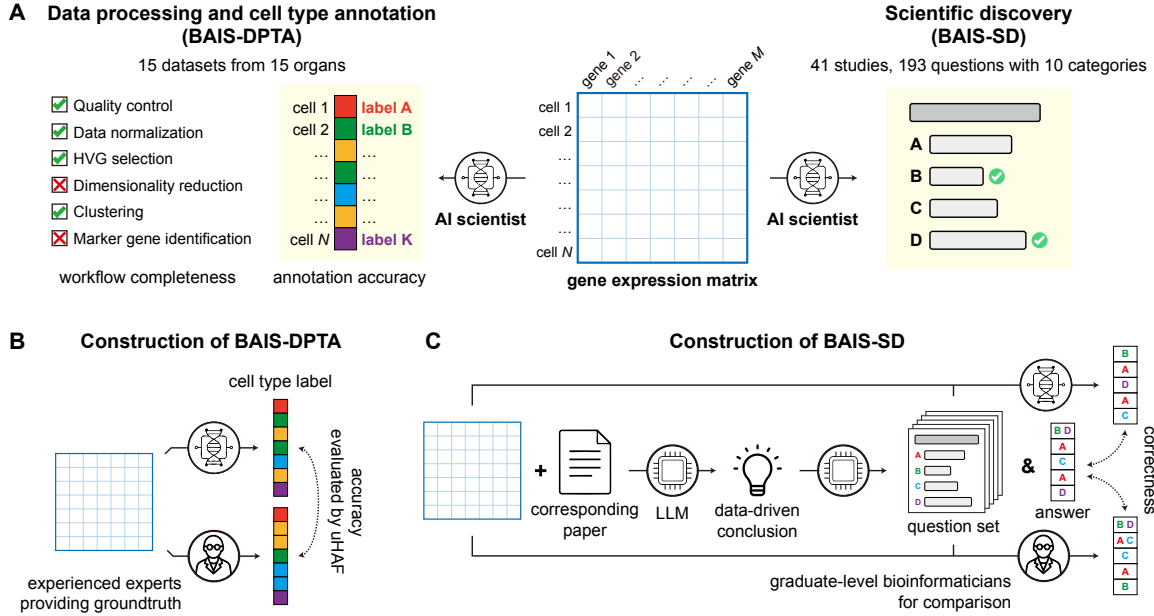 A
Data processing and cell type annotation
(BAIS-DPTA)
15 datasets from 15 organs
Quality control
Data normalization
HVG selection
Dimensionality reduction
Clustering
Marker gene identification
workflow completeness
cell 1
label A
cell 2
label B
... ...
... ...
... ...
... ...
cell N
label K
annotation accuracy
AI scientist
gene 1
gene 2
...
...
...
...
gene M
cell 1
cell 2
...
...
...
...
cell N
gene expression matrix
AI scientist
Scientific discovery
(BAIS-SD)
41 studies, 193 questions with 10 categories
A
B
C
D
B
Construction of BAIS-DPTA
cell type label
accuracy
evaluated by uHAF
experienced experts
providing groundtruth
C
Construction of BAIS-SD
+
corresponding
paper
LLM
data-driven
conclusion
A
B
C
D
question set
&
B D
A
C
A
D
answer
B
A
D
A
C
correctness
B D
A C
C
A
B
graduate-level bioinformaticians
for comparison